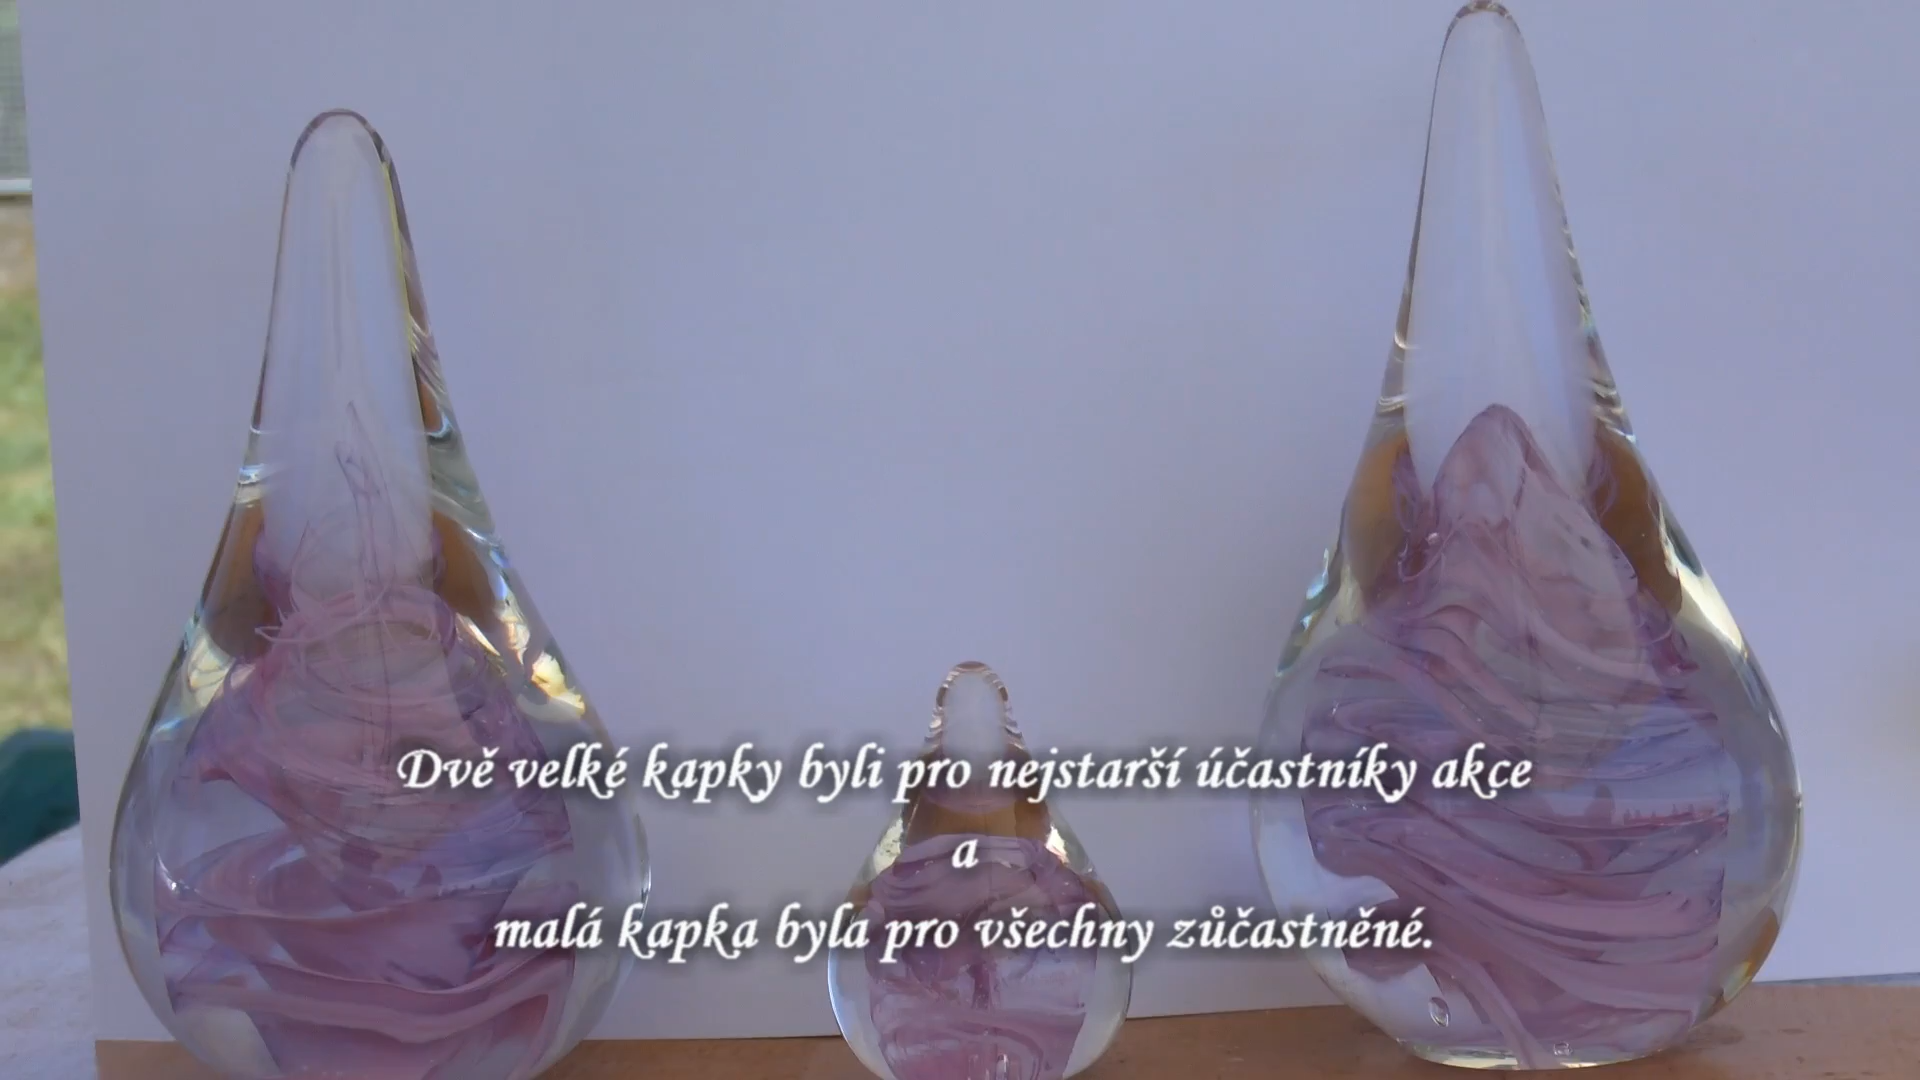 Dvě velké kapky byli pro nejstarší účastníky akce
a
malá kapka byla pro všechny zůčastněné.